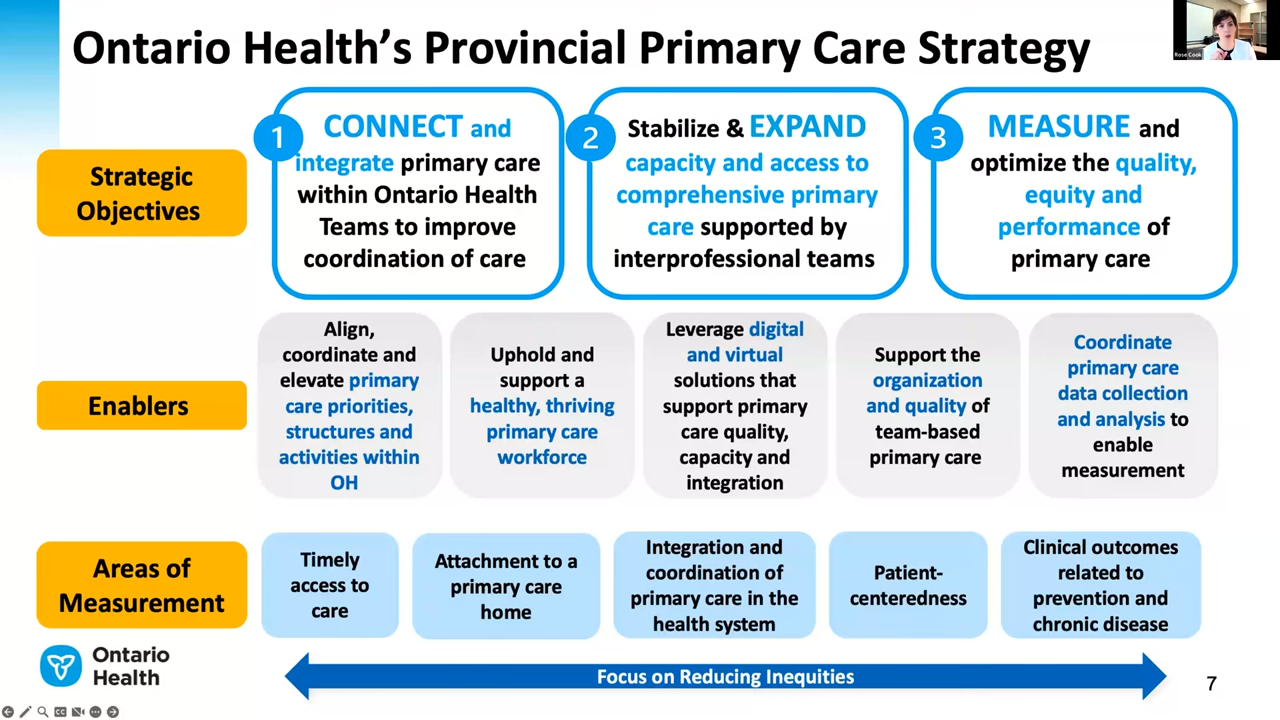 Ontario Health's Provincial Primary Care Strategy
Rose Cook
Strategic
Objectives
1
CONNECT and
integrate primary care
within Ontario Health
Teams to improve
coordination of care
2
Stabilize & EXPAND
capacity and access to
comprehensive primary
care supported by
interprofessional teams
3
MEASURE and
optimize the quality,
equity and
performance of
primary care
Enablers
Align,
coordinate and
elevate primary
care priorities,
structures and
activities within
OH
Uphold and
support a
healthy, thriving
primary care
workforce
Leverage digital
and virtual
solutions that
support primary
care quality,
capacity and
integration
Support the
organization
and quality of
team-based
primary care
Coordinate
primary care
data collection
and analysis to
enable
measurement
Areas of
Measurement
Timely
access to
care
Attachment to a
primary care
home
Integration and
coordination of
primary care in the
health system
Patient-
centeredness
Clinical outcomes
related to
prevention and
chronic disease
Ontario
Health
Focus on Reducing Inequities
7